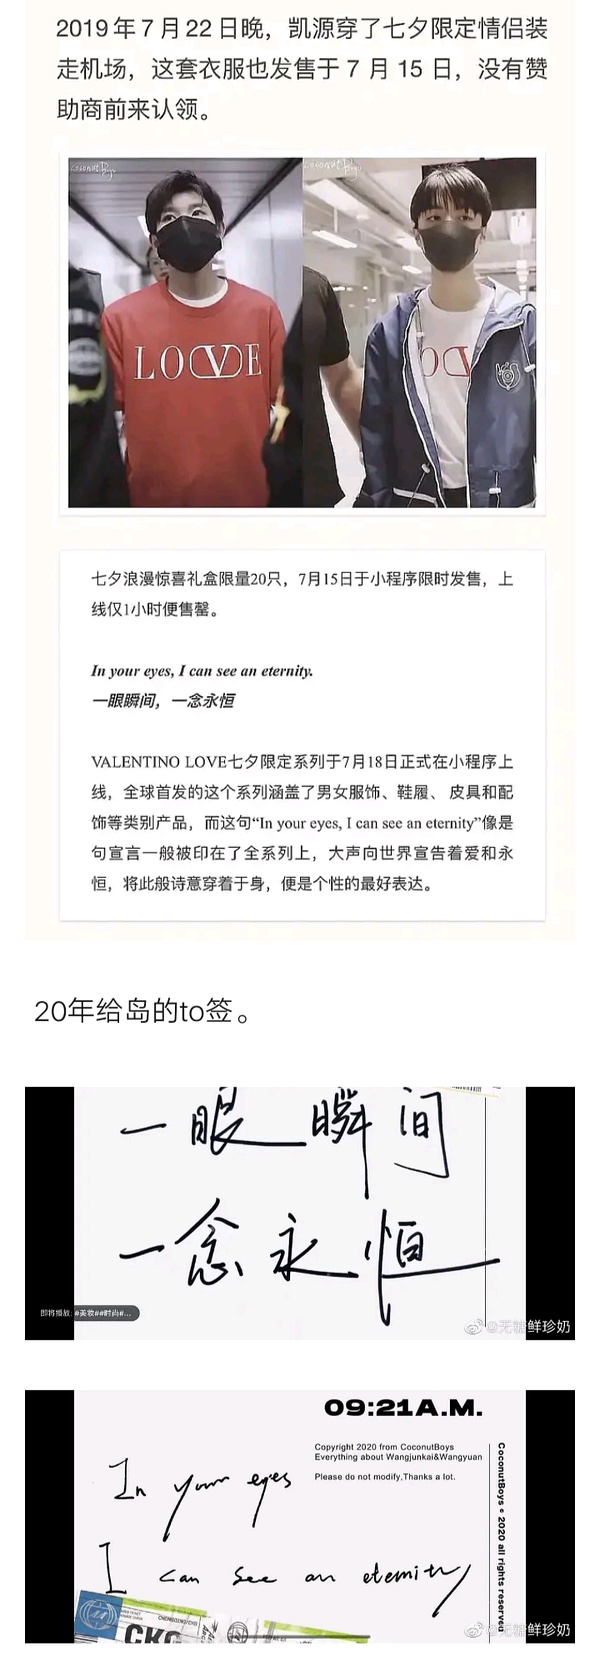 2019年7月22日晚，凯源穿了七夕限定情侣装
走机场，这套衣服也发售于7月15日，没有赞
助商前来认领。
CoconutBoys
CoconutBoys
LOVE
OV
七夕浪漫惊喜礼盒限量20只，7月15日于小程序限时发售，上
线仅1小时便售罄。
In your eyes, I can see an eternity.
一眼瞬间，一念永恒
VALENTINO LOVE七夕限定系列于7月18日正式在小程序上
线，全球首发的这个系列涵盖了男女服饰、鞋履、 皮具和配
饰等类别产品，而这句“In your eyes, I can see an eternity”像是
句宣言一般被印在了全系列上，大声向世界宣告着爱和永
恒，将此般诗意穿着于身，便是个性的最好表达。
20年给岛的to签。
一眼瞬间
一念永恒
即将播放: #美妆##时尚#...
@无糖鲜珍奶
09:21A.M.
Copyright 2020 from CoconutBoys
Everything about Wangjunkai&Wangyuan
Please do not modify,Thanks a lot.
CoconutBoys © 2020 all rights reserved
In your eyes
I can see an eternity
CHONGQING/CKG
CKG
@无糖鲜珍奶